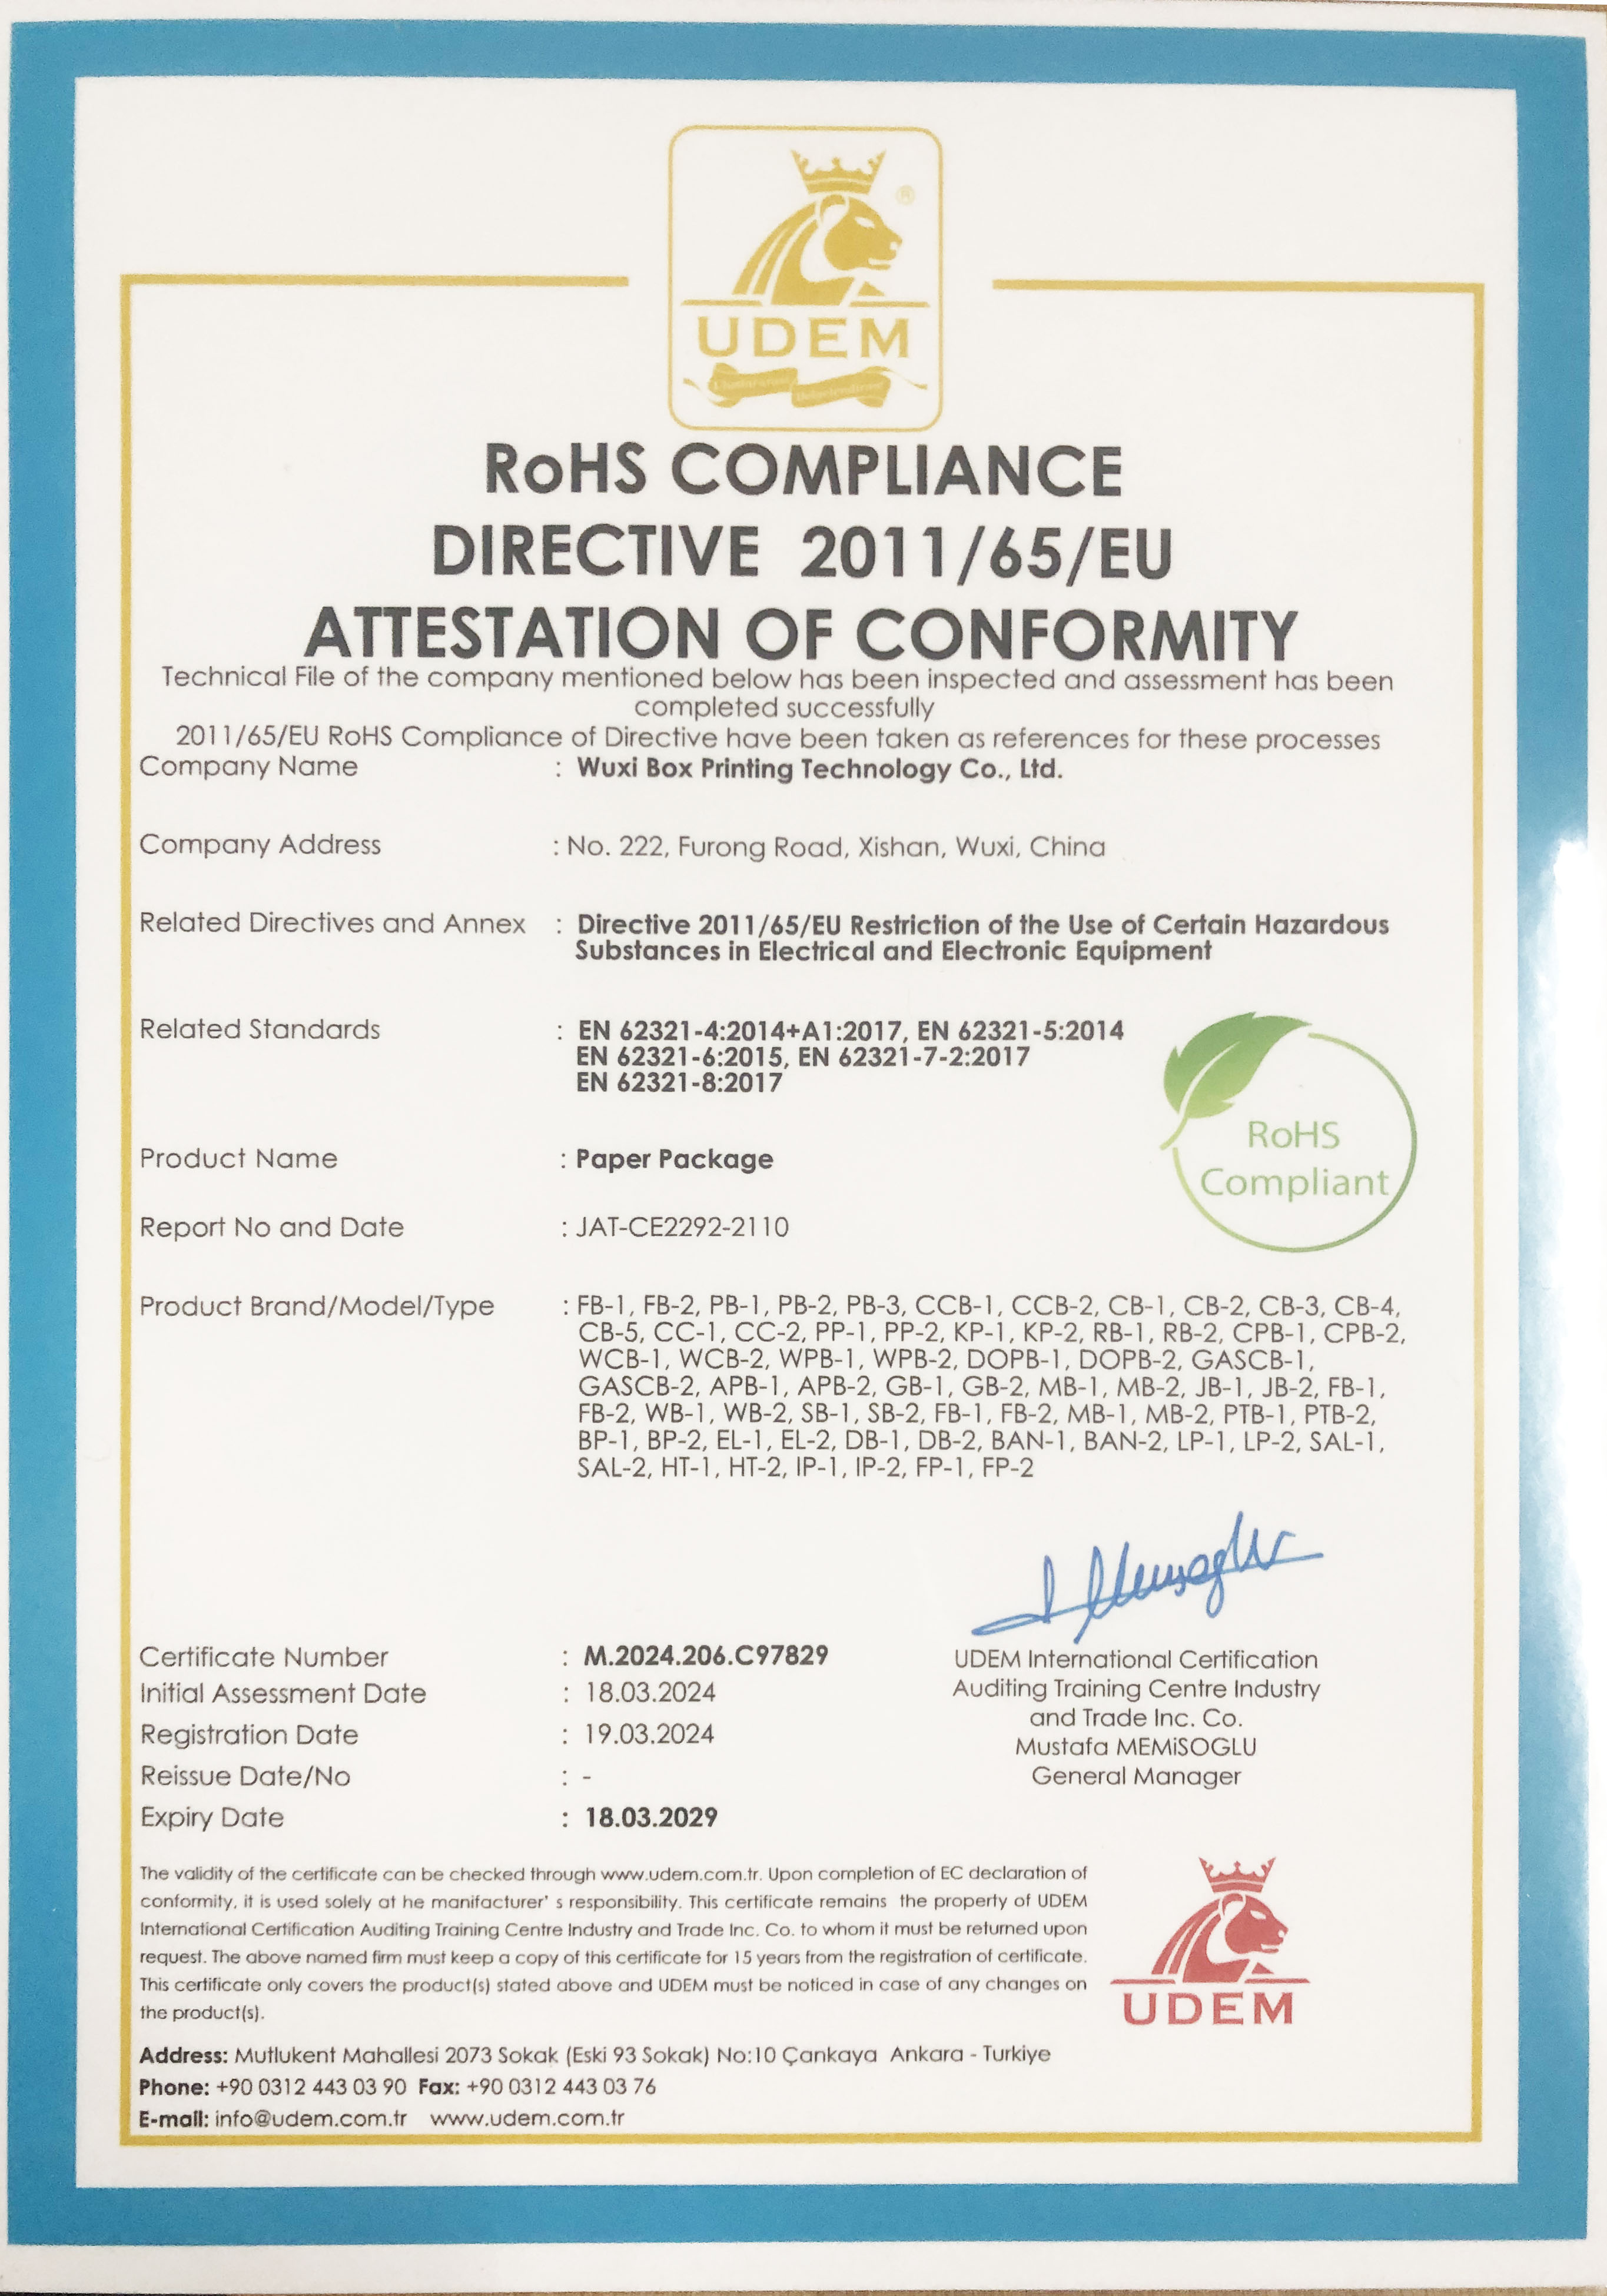 ®
UDEM
RoHS COMPLIANCE
DIRECTIVE 2011/65/EU
ATTESTATION OF CONFORMITY
Technical File of the company mentioned below has been inspected and assessment has been
completed successfully
2011/65/EU RoHS Compliance of Directive have been taken as references for these processes
Company Name : Wuxi Box Printing Technology Co., Ltd.
Company Address : No. 222, Furong Road, Xishan, Wuxi, China
Related Directives and Annex : Directive 2011/65/EU Restriction of the Use of Certain Hazardous
Substances in Electrical and Electronic Equipment
Related Standards : EN 62321-4:2014+A1:2017, EN 62321-5:2014
EN 62321-6:2015, EN 62321-7-2:2017
EN 62321-8:2017
RoHS
Compliant
Product Name : Paper Package
Report No and Date : JAT-CE2292-2110
Product Brand/Model/Type : FB-1, FB-2, PB-1, PB-2, PB-3, CCB-1, CCB-2, CB-1, CB-2, CB-3, CB-4,
CB-5, CC-1, CC-2, PP-1, PP-2, KP-1, KP-2, RB-1, RB-2, CPB-1, CPB-2,
WCB-1, WCB-2, WPB-1, WPB-2, DOPB-1, DOPB-2, GASCB-1,
GASCB-2, APB-1, APB-2, GB-1, GB-2, MB-1, MB-2, JB-1, JB-2, FB-1,
FB-2, WB-1, WB-2, SB-1, SB-2, FB-1, FB-2, MB-1, MB-2, PTB-1, PTB-2,
BP-1, BP-2, EL-1, EL-2, DB-1, DB-2, BAN-1, BAN-2, LP-1, LP-2, SAL-1,
SAL-2, HT-1, HT-2, IP-1, IP-2, FP-1, FP-2
Certificate Number : M.2024.206.C97829
Initial Assessment Date : 18.03.2024
Registration Date : 19.03.2024
Reissue Date/No : -
Expiry Date : 18.03.2029
UDEM International Certification
Auditing Training Centre Industry
and Trade Inc. Co.
Mustafa MEMiSOGLU
General Manager
The validity of the certificate can be checked through www.udem.com.tr. Upon completion of EC declaration of
conformity, it is used solely at he manifacturer' s responsibility. This certificate remains the property of UDEM
International Certification Auditing Training Centre Industry and Trade Inc. Co. to whom it must be returned upon
request. The above named firm must keep a copy of this certificate for 15 years from the registration of certificate.
This certificate only covers the product(s) stated above and UDEM must be noticed in case of any changes on
the product(s).
UDEM
Address: Mutlukent Mahallesi 2073 Sokak (Eski 93 Sokak) No:10 Çankaya Ankara - Turkiye
Phone: +90 0312 443 03 90 Fax: +90 0312 443 03 76
E-mail: info@udem.com.tr www.udem.com.tr